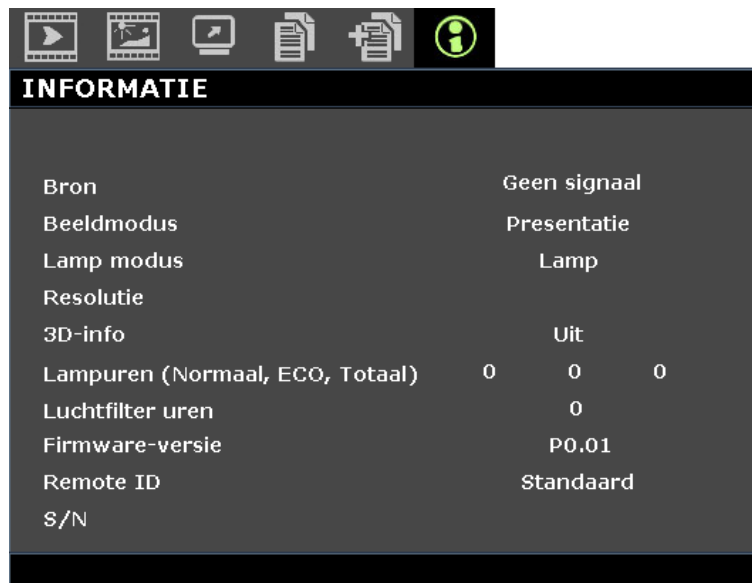 INFORMATIE
Bron Geen signaal
Beeldmodus Presentatie
Lamp modus Lamp
Resolutie
3D-info Uit
Lampuren (Normaal, ECO, Totaal) 0 0 0
Luchtfilter uren 0
Firmware-versie P0.01
Remote ID Standaard
S/N